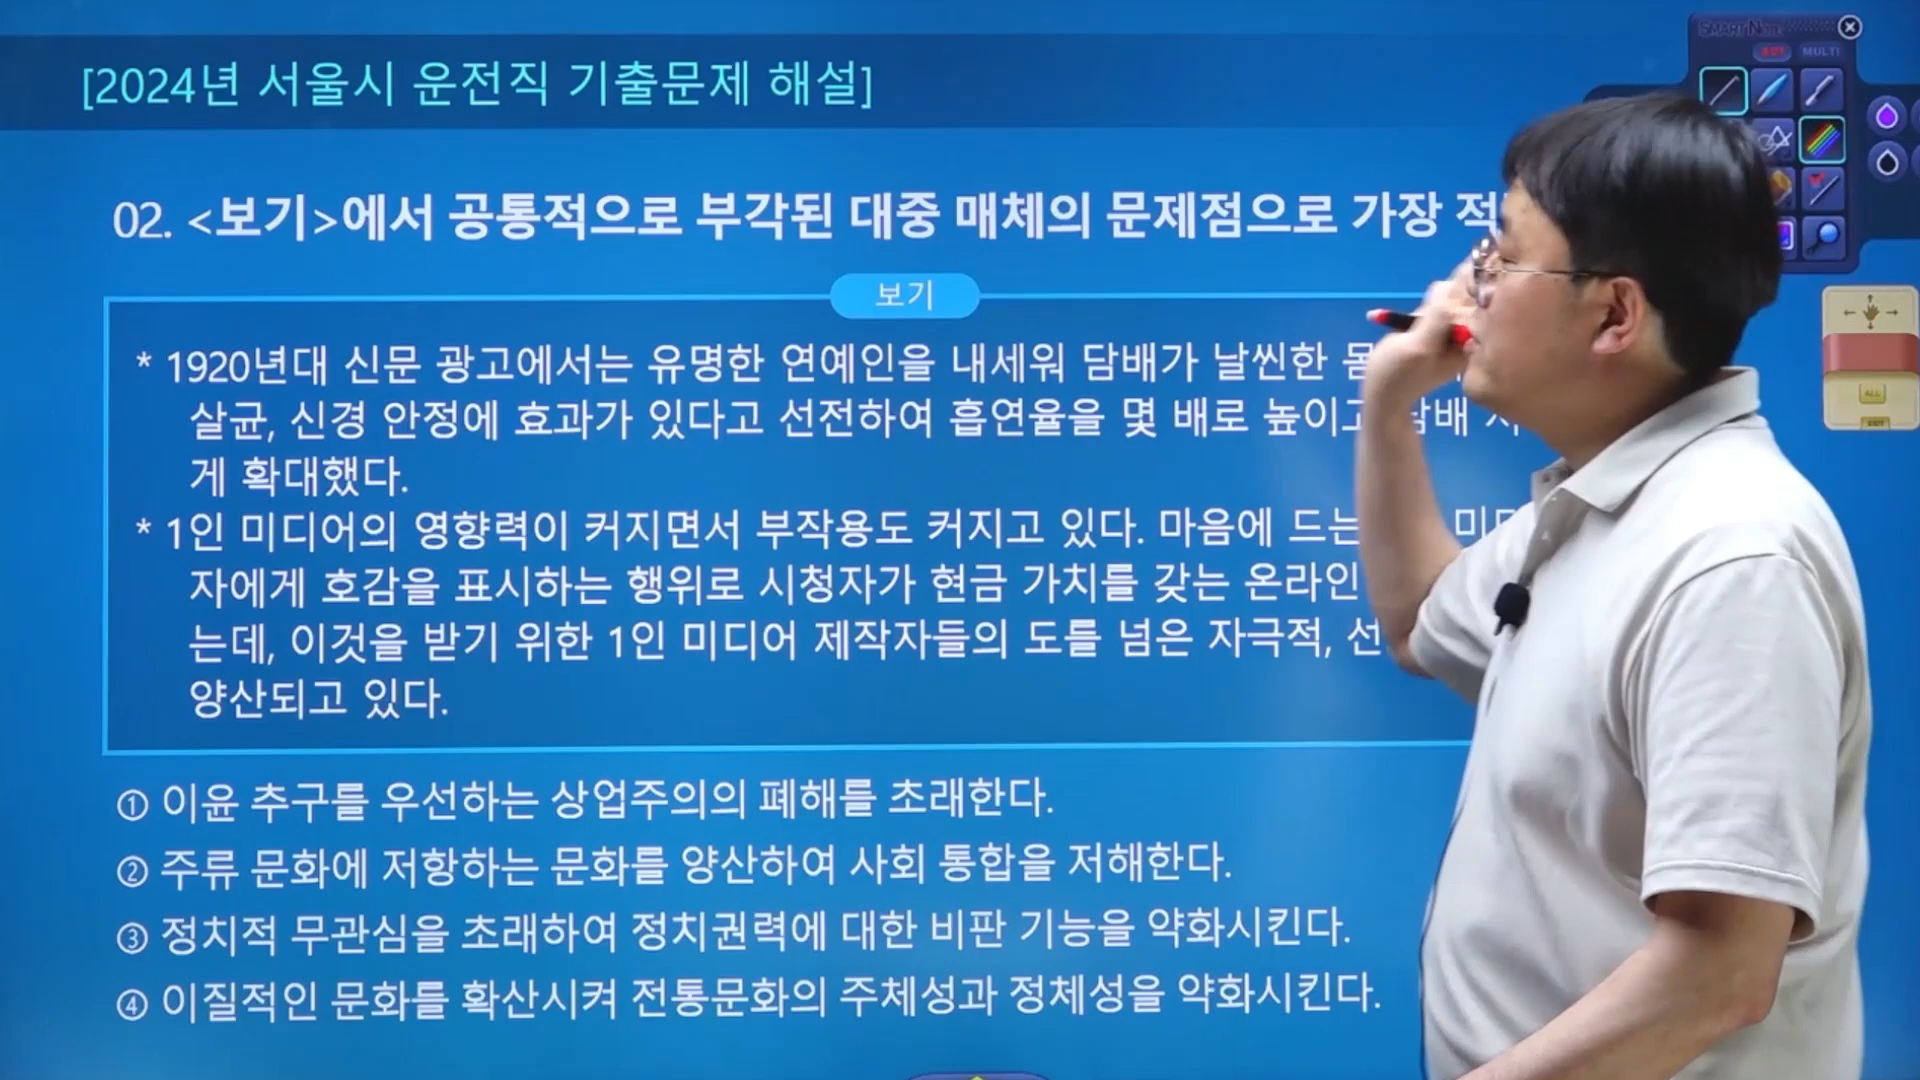 [2024년 서울시 운전직 기출문제 해설]
02. <보기>에서 공통적으로 부각된 대중 매체의 문제점으로 가장 적
보기
* 1920년대 신문 광고에서는 유명한 연예인을 내세워 담배가 날씬한
살균, 신경 안정에 효과가 있다고 선전하여 흡연율을 몇 배로 높이고 담배
게 확대했다.
* 1인 미디어의 영향력이 커지면서 부작용도 커지고 있다. 마음에 드는
자에게 호감을 표시하는 행위로 시청자가 현금 가치를 갖는 온라인
는데, 이것을 받기 위한 1인 미디어 제작자들의 도를 넘은 자극적,
양산되고 있다.
① 이윤 추구를 우선하는 상업주의의 폐해를 초래한다.
② 주류 문화에 저항하는 문화를 양산하여 사회 통합을 저해한다.
③ 정치적 무관심을 초래하여 정치권력에 대한 비판 기능을 약화시킨다.
④ 이질적인 문화를 확산시켜 전통문화의 주체성과 정체성을 약화시킨다.
SMART NOTE
MULTI
ALL
EXIT